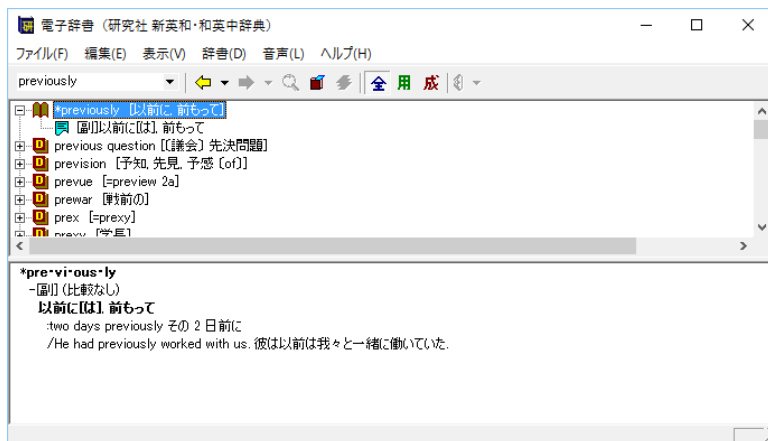 電子辞書（研究社 新英和・和英中辞典）
ファイル(F) 編集(E) 表示(V) 辞書(D) 音声(L) ヘルプ(H)
previously 全 用 成
*previously [以前に, 前もって]
[副]以前に[は], 前もって
previous question [〔議会〕 先決問題]
prevision [予知, 先見, 予感 〔of〕]
prevue [=preview 2a]
prewar [戦前の]
prex [=prexy]
prexy [学長]
*pre・vi・ous・ly
−[副] (比較なし)
以前に[は], 前もって
:two days previously その 2 日前に
/He had previously worked with us. 彼は以前は我々と一緒に働いていた.